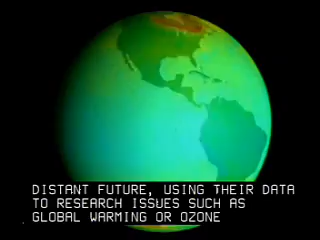 DISTANT FUTURE, USING THEIR DATA
TO RESEARCH ISSUES SUCH AS
GLOBAL WARMING OR OZONE